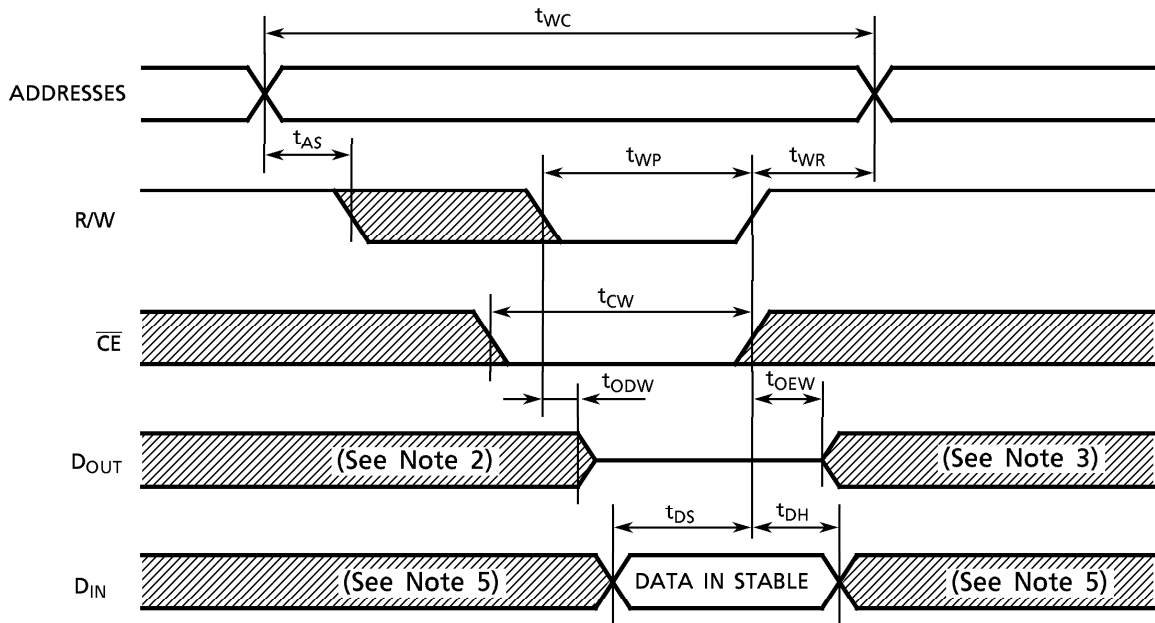 tWC
ADDRESSES
tAS
tWP
tWR
R/W
tCW
CE
tODW
tOEW
DOUT
(See Note 2)
(See Note 3)
tDS
tDH
DIN
(See Note 5)
DATA IN STABLE
(See Note 5)